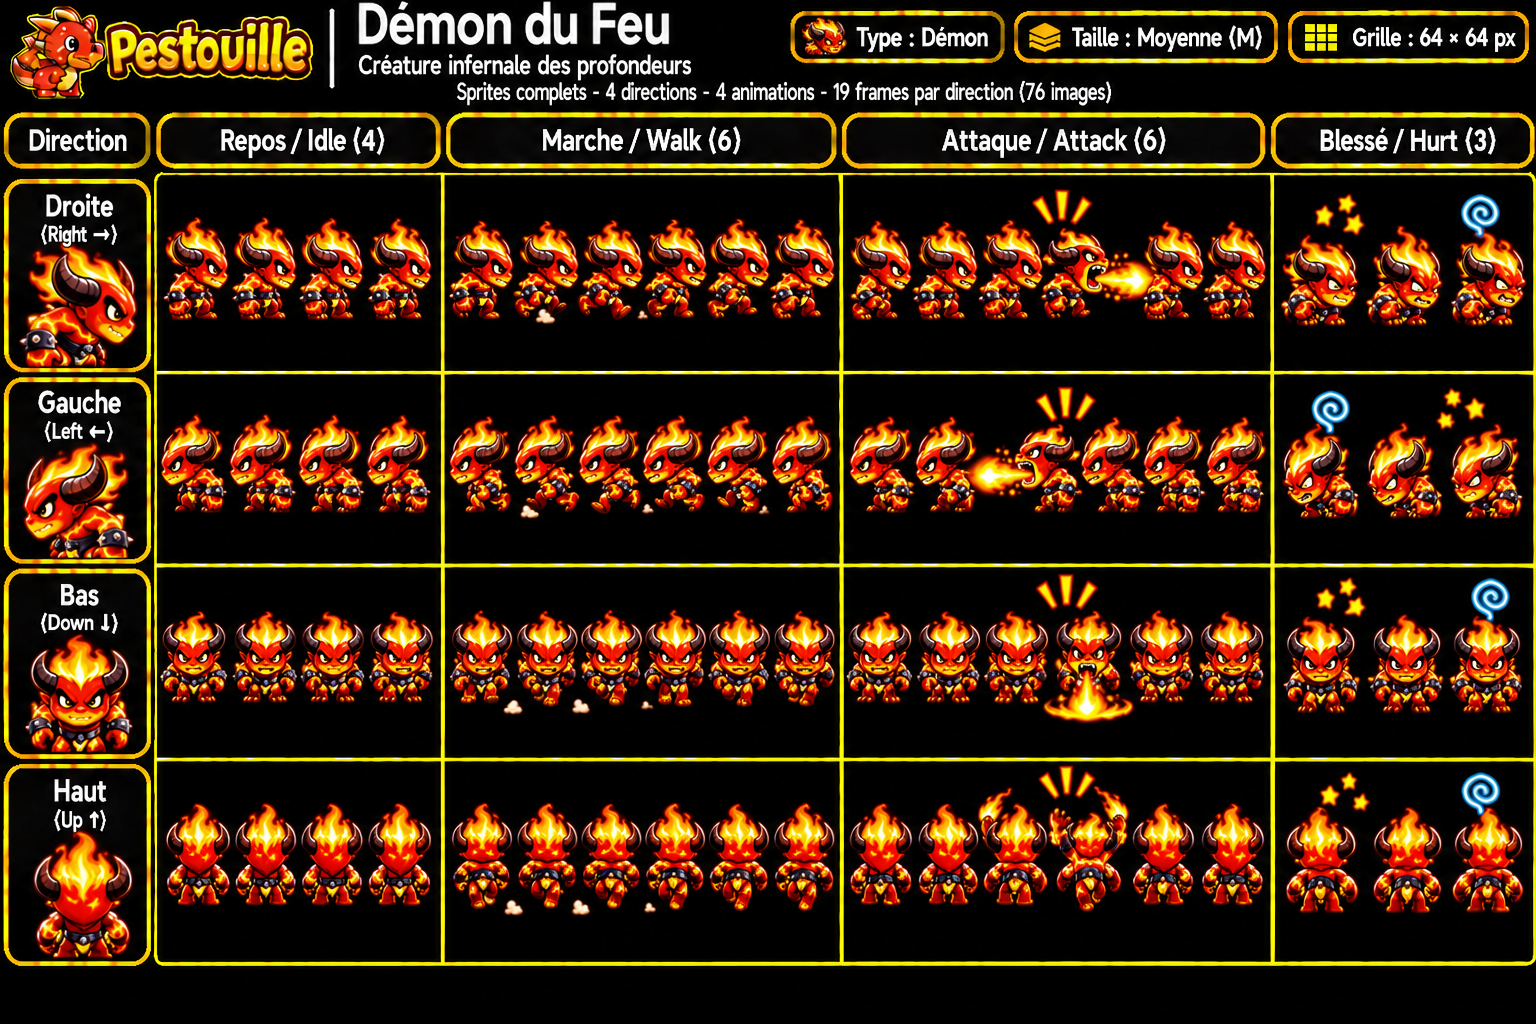 Pestouille
Démon du Feu
Créature infernale des profondeurs
Sprites complets - 4 directions - 4 animations - 19 frames par direction (76 images)
Type : Démon
Taille : Moyenne (M)
Grille : 64 × 64 px
Direction
Repos / Idle (4)
Marche / Walk (6)
Attaque / Attack (6)
Blessé / Hurt (3)
Droite
(Right →)
Gauche
(Left ←)
Bas
(Down ↓)
Haut
(Up ↑)